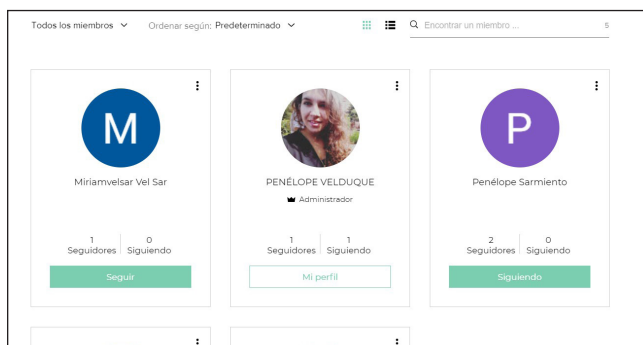 Todos los miembros Ordenar según: Predeterminado Encontrar un miembro ... 5
M
Miriamvelsar Vel Sar
1 0
Seguidores Siguiendo
Seguir
PENÉLOPE VELDUQUE
Administrador
1 1
Seguidores Siguiendo
Mi perfil
P
Penélope Sarmiento
2 0
Seguidores Siguiendo
Siguiendo